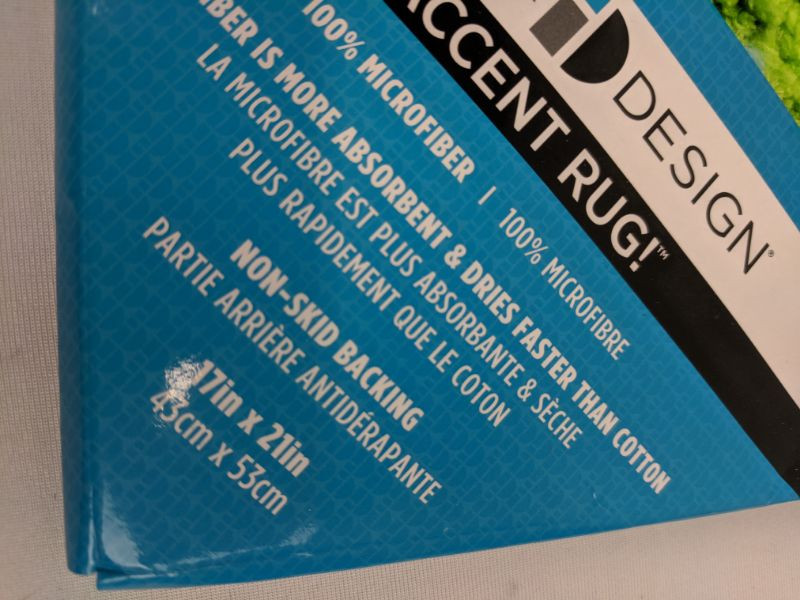 DESIGN®
ACCENT RUG!™
100% MICROFIBER | 100% MICROFIBRE
IS MORE ABSORBENT & DRIES FASTER THAN COTTON
LA MICROFIBRE EST PLUS ABSORBANTE & SÈCHE
PLUS RAPIDEMENT QUE LE COTON
NON-SKID BACKING
PARTIE ARRIÈRE ANTIDÉRAPANTE
17in x 21in
43cm x 53cm